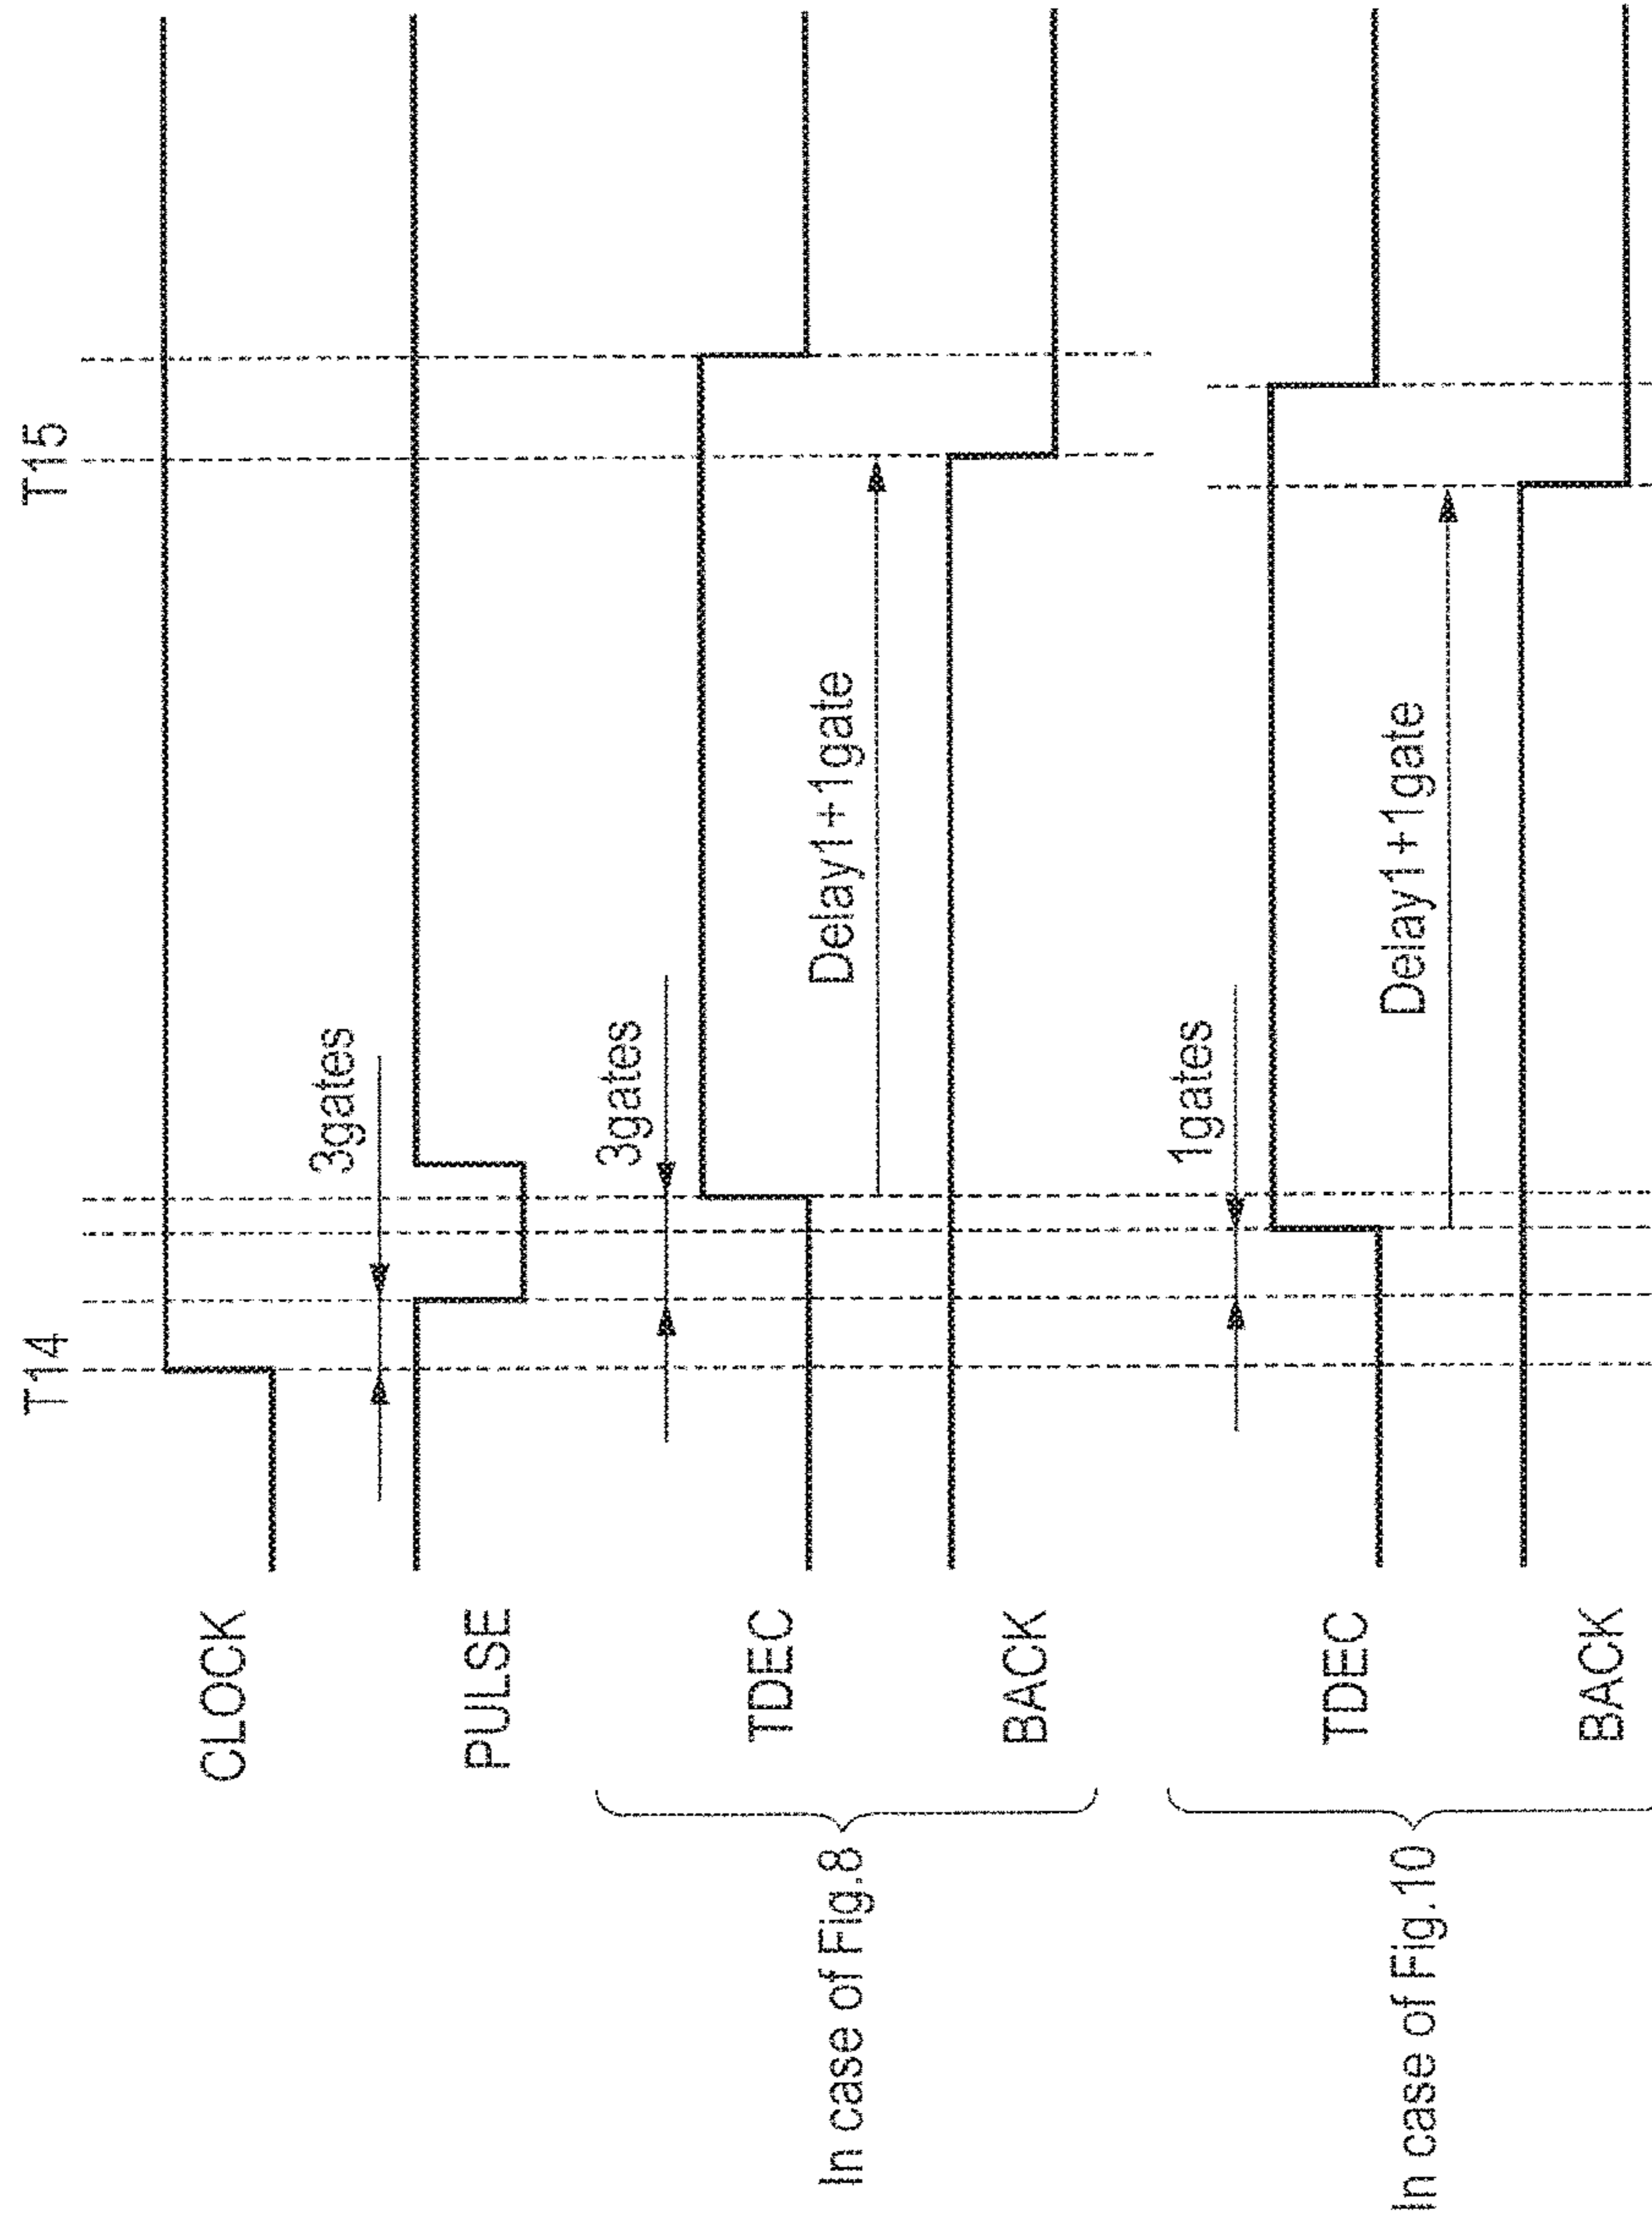 T14
T15
CLOCK
3gates
PULSE
3gates
TDEC
Delay1+1gate
BACK
In case of Fig.8
1gates
TDEC
Delay1+1gate
BACK
In case of Fig.10